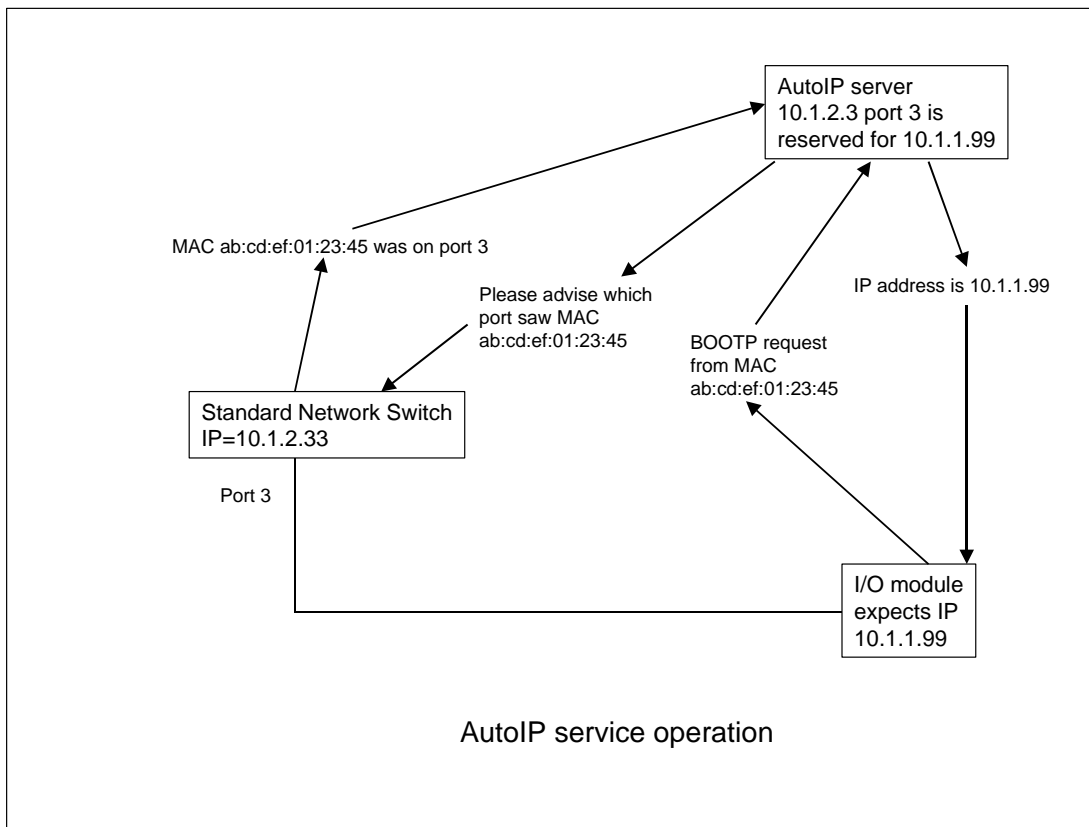 AutoIP server
10.1.2.3 port 3 is
reserved for 10.1.1.99
MAC ab:cd:ef:01:23:45 was on port 3
Please advise which
port saw MAC
ab:cd:ef:01:23:45
IP address is 10.1.1.99
BOOTP request
from MAC
ab:cd:ef:01:23:45
Standard Network Switch
IP=10.1.2.33
Port 3
I/O module
expects IP
10.1.1.99
AutoIP service operation